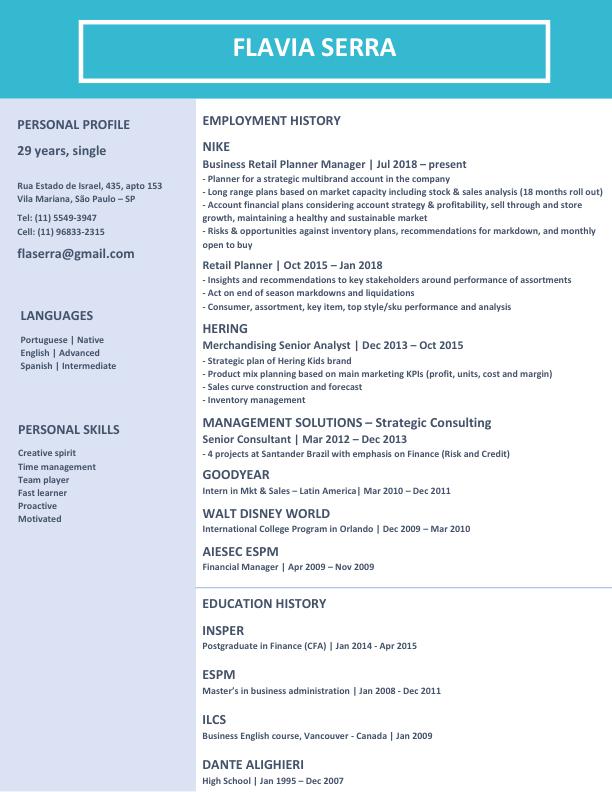 FLAVIA SERRA
PERSONAL PROFILE
29 years, single
Rua Estado de Israel, 435, apto 153
Vila Mariana, São Paulo – SP
Tel: (11) 5549-3947
Cell: (11) 96833-2315
flaserra@gmail.com
LANGUAGES
Portuguese | Native
English | Advanced
Spanish | Intermediate
PERSONAL SKILLS
Creative spirit
Time management
Team player
Fast learner
Proactive
Motivated
EMPLOYMENT HISTORY
NIKE
Business Retail Planner Manager | Jul 2018 – present
- Planner for a strategic multibrand account in the company
- Long range plans based on market capacity including stock & sales analysis (18 months roll out)
- Account financial plans considering account strategy & profitability, sell through and store
growth, maintaining a healthy and sustainable market
- Risks & opportunities against inventory plans, recommendations for markdown, and monthly
open to buy
Retail Planner | Oct 2015 – Jan 2018
- Insights and recommendations to key stakeholders around performance of assortments
- Act on end of season markdowns and liquidations
- Consumer, assortment, key item, top style/sku performance and analysis
HERING
Merchandising Senior Analyst | Dec 2013 – Oct 2015
- Strategic plan of Hering Kids brand
- Product mix planning based on main marketing KPIs (profit, units, cost and margin)
- Sales curve construction and forecast
- Inventory management
MANAGEMENT SOLUTIONS – Strategic Consulting
Senior Consultant | Mar 2012 – Dec 2013
- 4 projects at Santander Brazil with emphasis on Finance (Risk and Credit)
GOODYEAR
Intern in Mkt & Sales – Latin America| Mar 2010 – Dec 2011
WALT DISNEY WORLD
International College Program in Orlando | Dec 2009 – Mar 2010
AIESEC ESPM
Financial Manager | Apr 2009 – Nov 2009
EDUCATION HISTORY
INSPER
Postgraduate in Finance (CFA) | Jan 2014 - Apr 2015
ESPM
Master's in business administration | Jan 2008 - Dec 2011
ILCS
Business English course, Vancouver - Canada | Jan 2009
DANTE ALIGHIERI
High School | Jan 1995 – Dec 2007